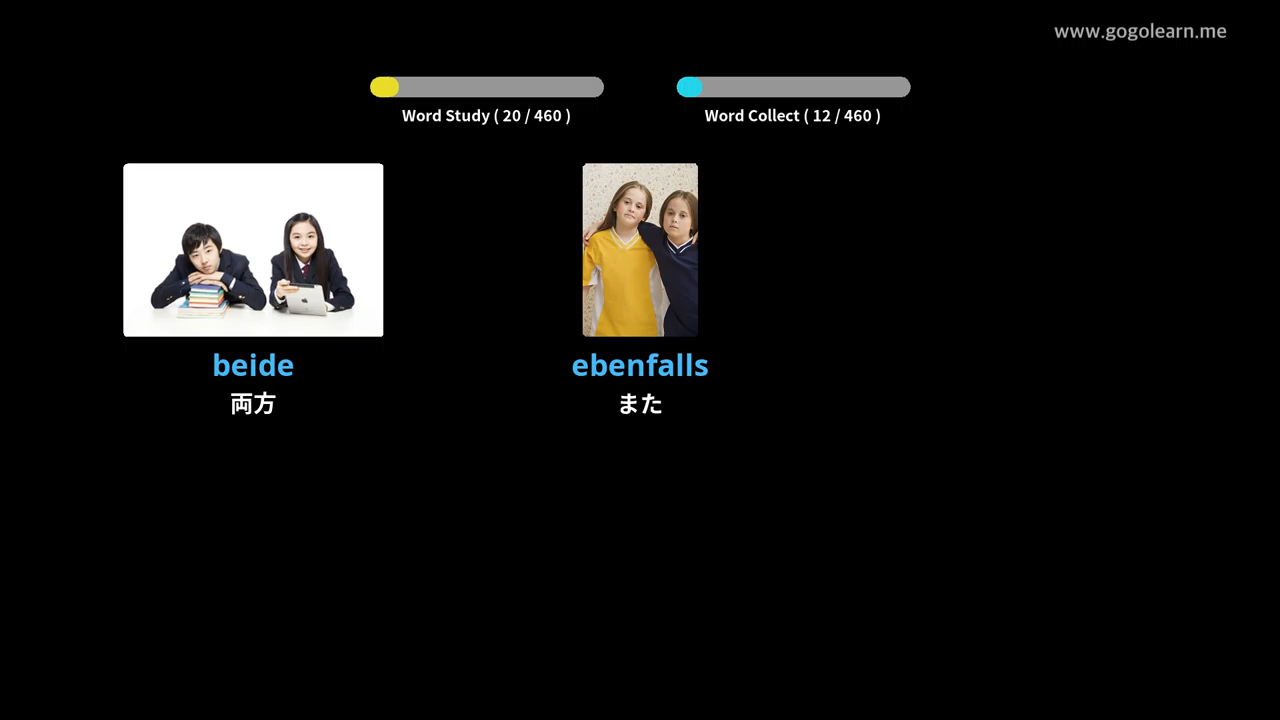 www.gogolearn.me
Word Study ( 20 / 460 )
Word Collect ( 12 / 460 )
beide
両方
ebenfalls
また